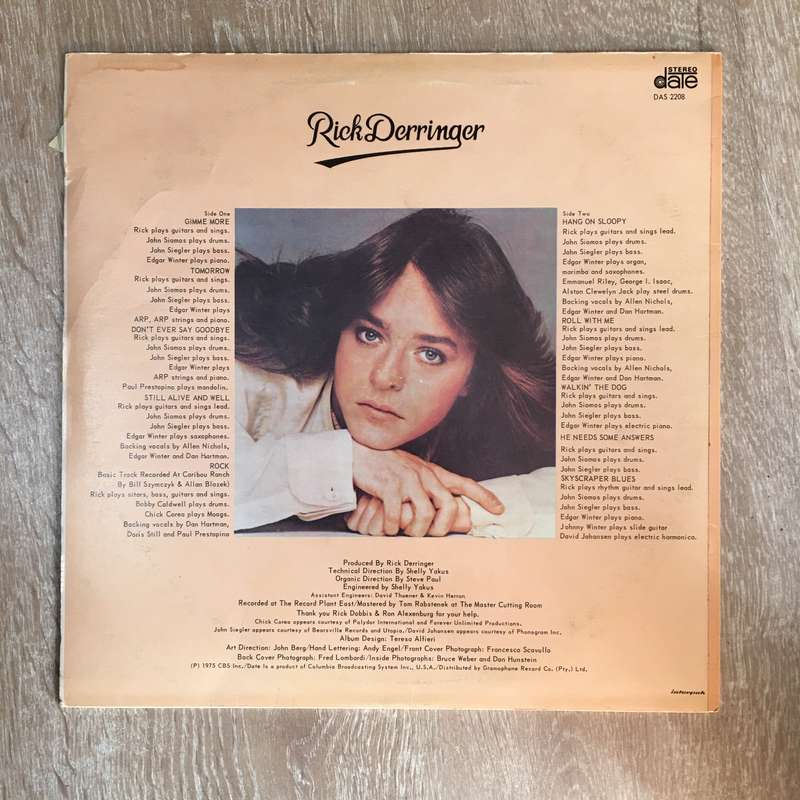 STEREO
date
DAS 2208
Rick Derringer
Side One
GIMME MORE
Rick plays guitars and sings.
John Siomos plays drums.
John Siegler plays bass.
Edgar Winter plays piano.
TOMORROW
Rick plays guitars and sings.
John Siomos plays drums.
John Siegler plays bass.
Edgar Winter plays
ARP, ARP strings and piano.
DON'T EVER SAY GOODBYE
Rick plays guitars and sings.
John Siomos plays drums.
John Siegler plays bass.
Edgar Winter plays
ARP strings and piano.
Paul Prestopino plays mandolin.
STILL ALIVE AND WELL
Rick plays guitars and sings lead.
John Siomos plays drums.
John Siegler plays bass.
Edgar Winter plays saxophones.
Backing vocals by Allen Nichols,
Edgar Winter and Dan Hartman.
ROCK
Basic Track Recorded At Caribou Ranch
By Bill Szymczyk & Allan Blazek)
Rick plays sitars, bass, guitars and sings.
Bobby Caldwell plays drums.
Chick Corea plays Moogs.
Backing vocals by Dan Hartman,
Doris Still and Paul Prestopino
Side Two
HANG ON SLOOPY
Rick plays guitars and sings lead.
John Siomos plays drums.
John Siegler plays bass.
Edgar Winter plays organ,
marimba and saxophones.
Emmanuel Riley, George I. Isaac,
Alston Clewelyn Jack play steel drums.
Backing vocals by Allen Nichols,
Edgar Winter and Dan Hartman.
ROLL WITH ME
Rick plays guitars and sings lead.
John Siomos plays drums.
John Siegler plays bass.
Edgar Winter plays piano.
Backing vocals by Allen Nichols,
Edgar Winter and Dan Hartman.
WALKIN' THE DOG
Rick plays guitars and sings.
John Siomos plays drums.
John Siegler plays bass.
Edgar Winter plays electric piano.
HE NEEDS SOME ANSWERS
Rick plays guitars and sings.
John Siomos plays drums.
John Siegler plays bass.
SKYSCRAPER BLUES
Rick plays rhythm guitar and sings lead.
John Siomos plays drums.
John Siegler plays bass.
Edgar Winter plays piano.
Johnny Winter plays slide guitar
David Johansen plays electric harmonica.
Produced By Rick Derringer
Technical Direction By Shelly Yakus
Organic Direction By Steve Paul
Engineered by Shelly Yakus
Assistant Engineers: David Thoener & Kevin Herron
Recorded at The Record Plant East/Mastered by Tom Rabstenek at The Master Cutting Room
Thank you Rick Dobbis & Ron Alexenburg for your help.
Chick Corea appears courtesy of Polydor International and Forever Unlimited Productions.
John Siegler appears courtesy of Bearsville Records and Utopia./David Johansen appears courtesy of Phonogram Inc.
Album Design: Teresa Alfieri
Art Direction: John Berg/Hand Lettering: Andy Engel/Front Cover Photograph: Francesco Scavullo
Back Cover Photograph: Fred Lombardi/Inside Photographs: Bruce Weber and Don Hunstein
(P) 1975 CBS Inc./Date is a product of Columbia Broadcasting System Inc., U.S.A./Distributed by Gramophone Record Co. (Pty.) Ltd.
interpak